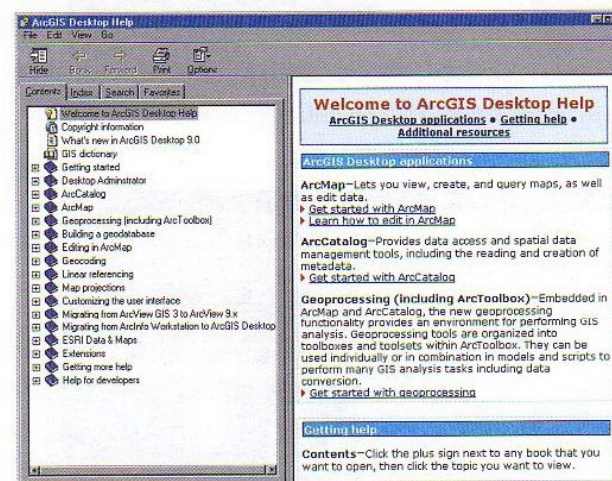 ArcGIS Desktop Help
File Edit View Go
Hide Back Forward Print Options
Contents Index Search Favorites
Welcome to ArcGIS Desktop Help
Copyright information
What's new in ArcGIS Desktop 9.0
GIS dictionary
Getting started
Desktop Adminstrator
ArcCatalog
ArcMap
Geoprocessing (including ArcToolbox)
Building a geodatabase
Editing in ArcMap
Geocoding
Linear referencing
Map projections
Customizing the user interface
Migrating from ArcView GIS 3 to ArcView 9.x
Migrating from ArcInfo Workstation to ArcGIS Desktop
ESRI Data & Maps
Extensions
Getting more help
Help for developers
Welcome to ArcGIS Desktop Help
ArcGIS Desktop applications • Getting help •
Additional resources
ArcGIS Desktop applications
ArcMap—Lets you view, create, and query maps, as well
as edit data.
Get started with ArcMap
Learn how to edit in ArcMap
ArcCatalog—Provides data access and spatial data
management tools, including the reading and creation of
metadata.
Get started with ArcCatalog
Geoprocessing (including ArcToolbox)—Embedded in
ArcMap and ArcCatalog, the new geoprocessing
functionality provides an environment for performing GIS
analysis. Geoprocessing tools are organized into
toolboxes and toolsets within ArcToolbox. They can be
used individually or in combination in models and scripts to
perform many GIS analysis tasks including data
conversion.
Get started with geoprocessing
Getting help
Contents—Click the plus sign next to any book that you
want to open, then click the topic you want to view.